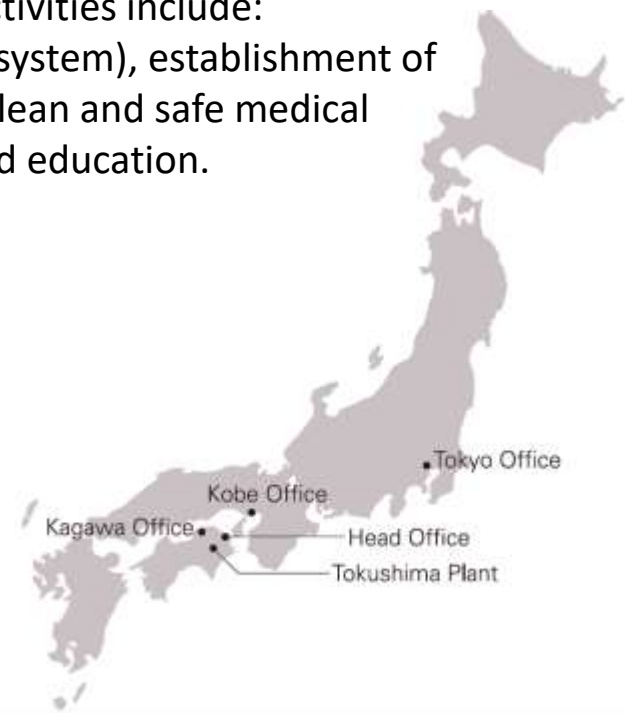 ctivities include:
system), establishment of
lean and safe medical
d education.
Tokyo Office
Kobe Office
Kagawa Office
Head Office
Tokushima Plant